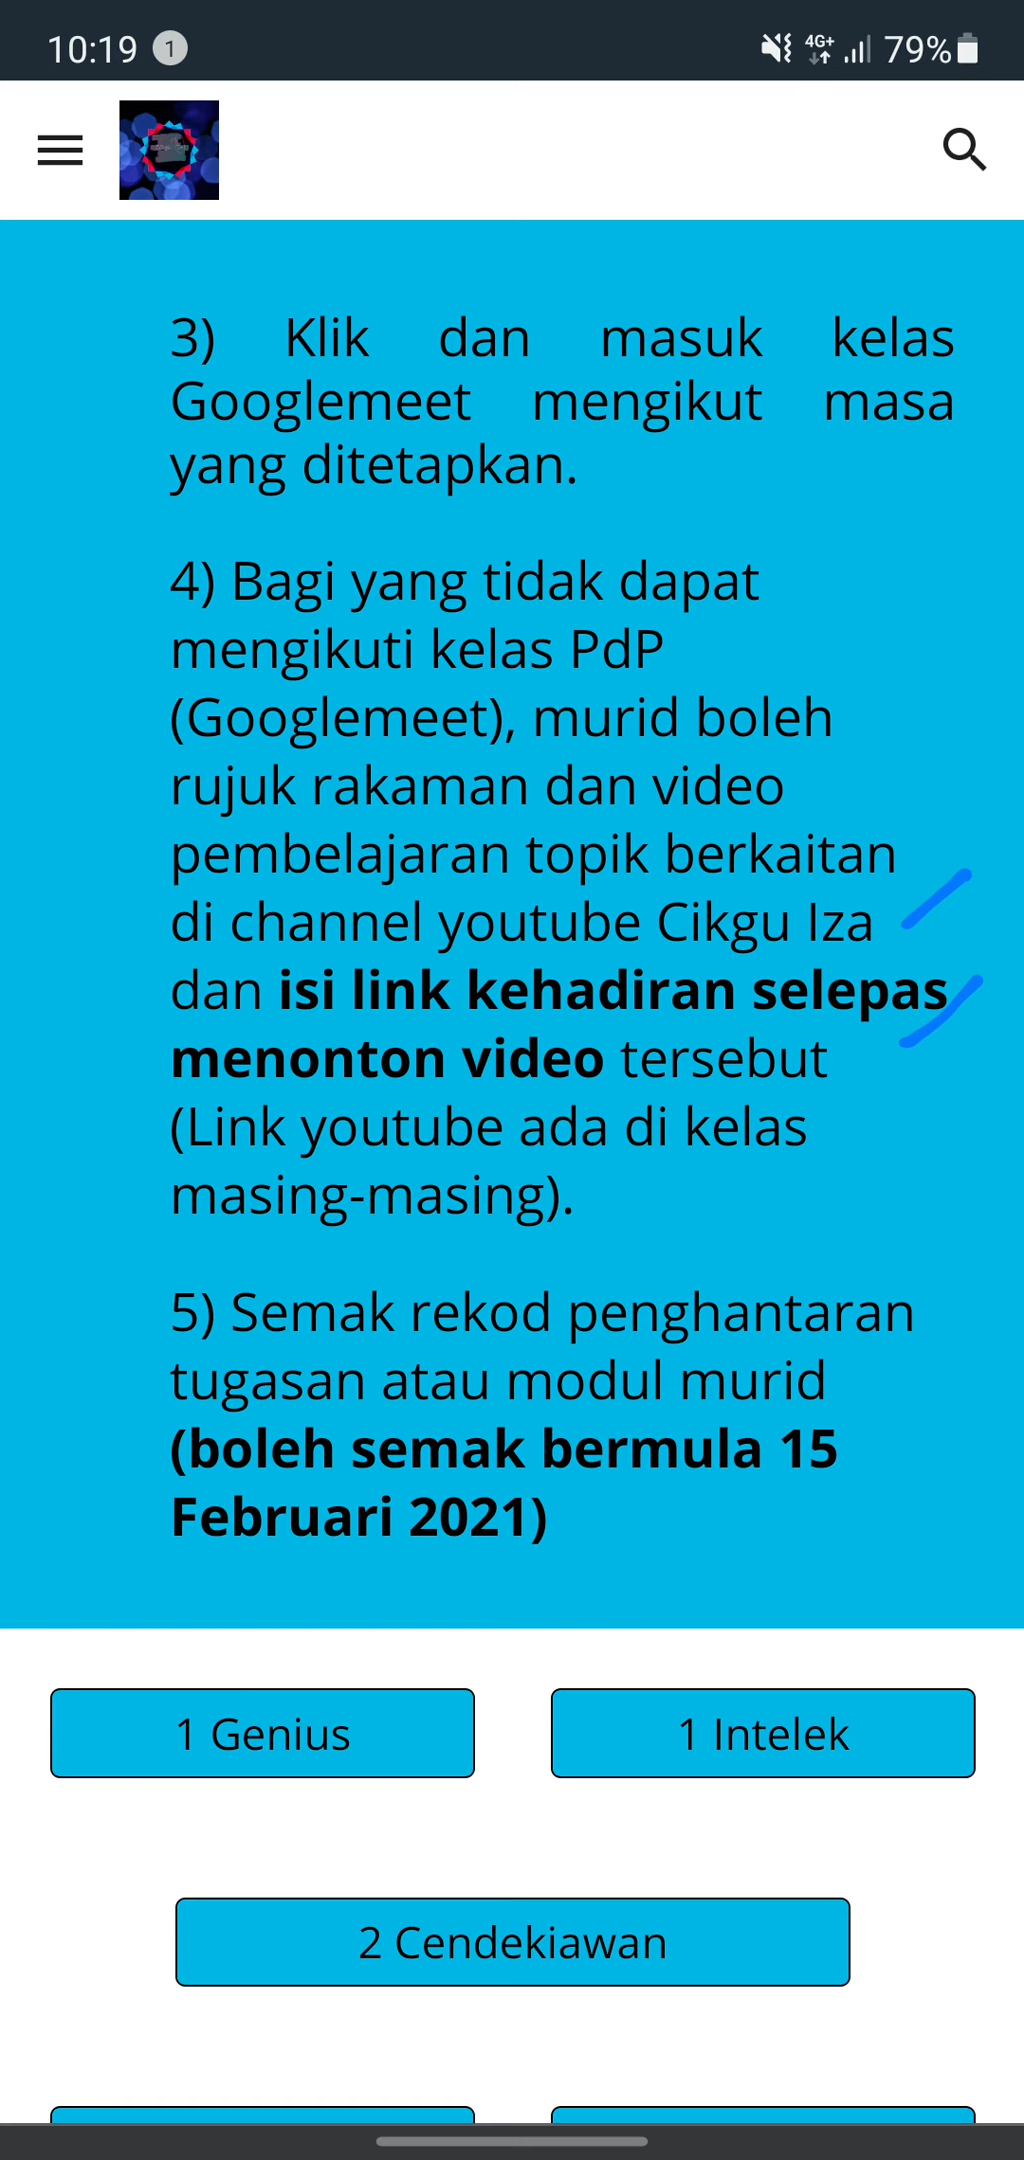 10:19 1 4G+ 79%
3) Klik dan masuk kelas
Googlemeet mengikut masa
yang ditetapkan.
4) Bagi yang tidak dapat
mengikuti kelas PdP
(Googlemeet), murid boleh
rujuk rakaman dan video
pembelajaran topik berkaitan
di channel youtube Cikgu Iza
dan isi link kehadiran selepas
menonton video tersebut
(Link youtube ada di kelas
masing-masing).
5) Semak rekod penghantaran
tugasan atau modul murid
(boleh semak bermula 15
Februari 2021)
1 Genius
1 Intelek
2 Cendekiawan